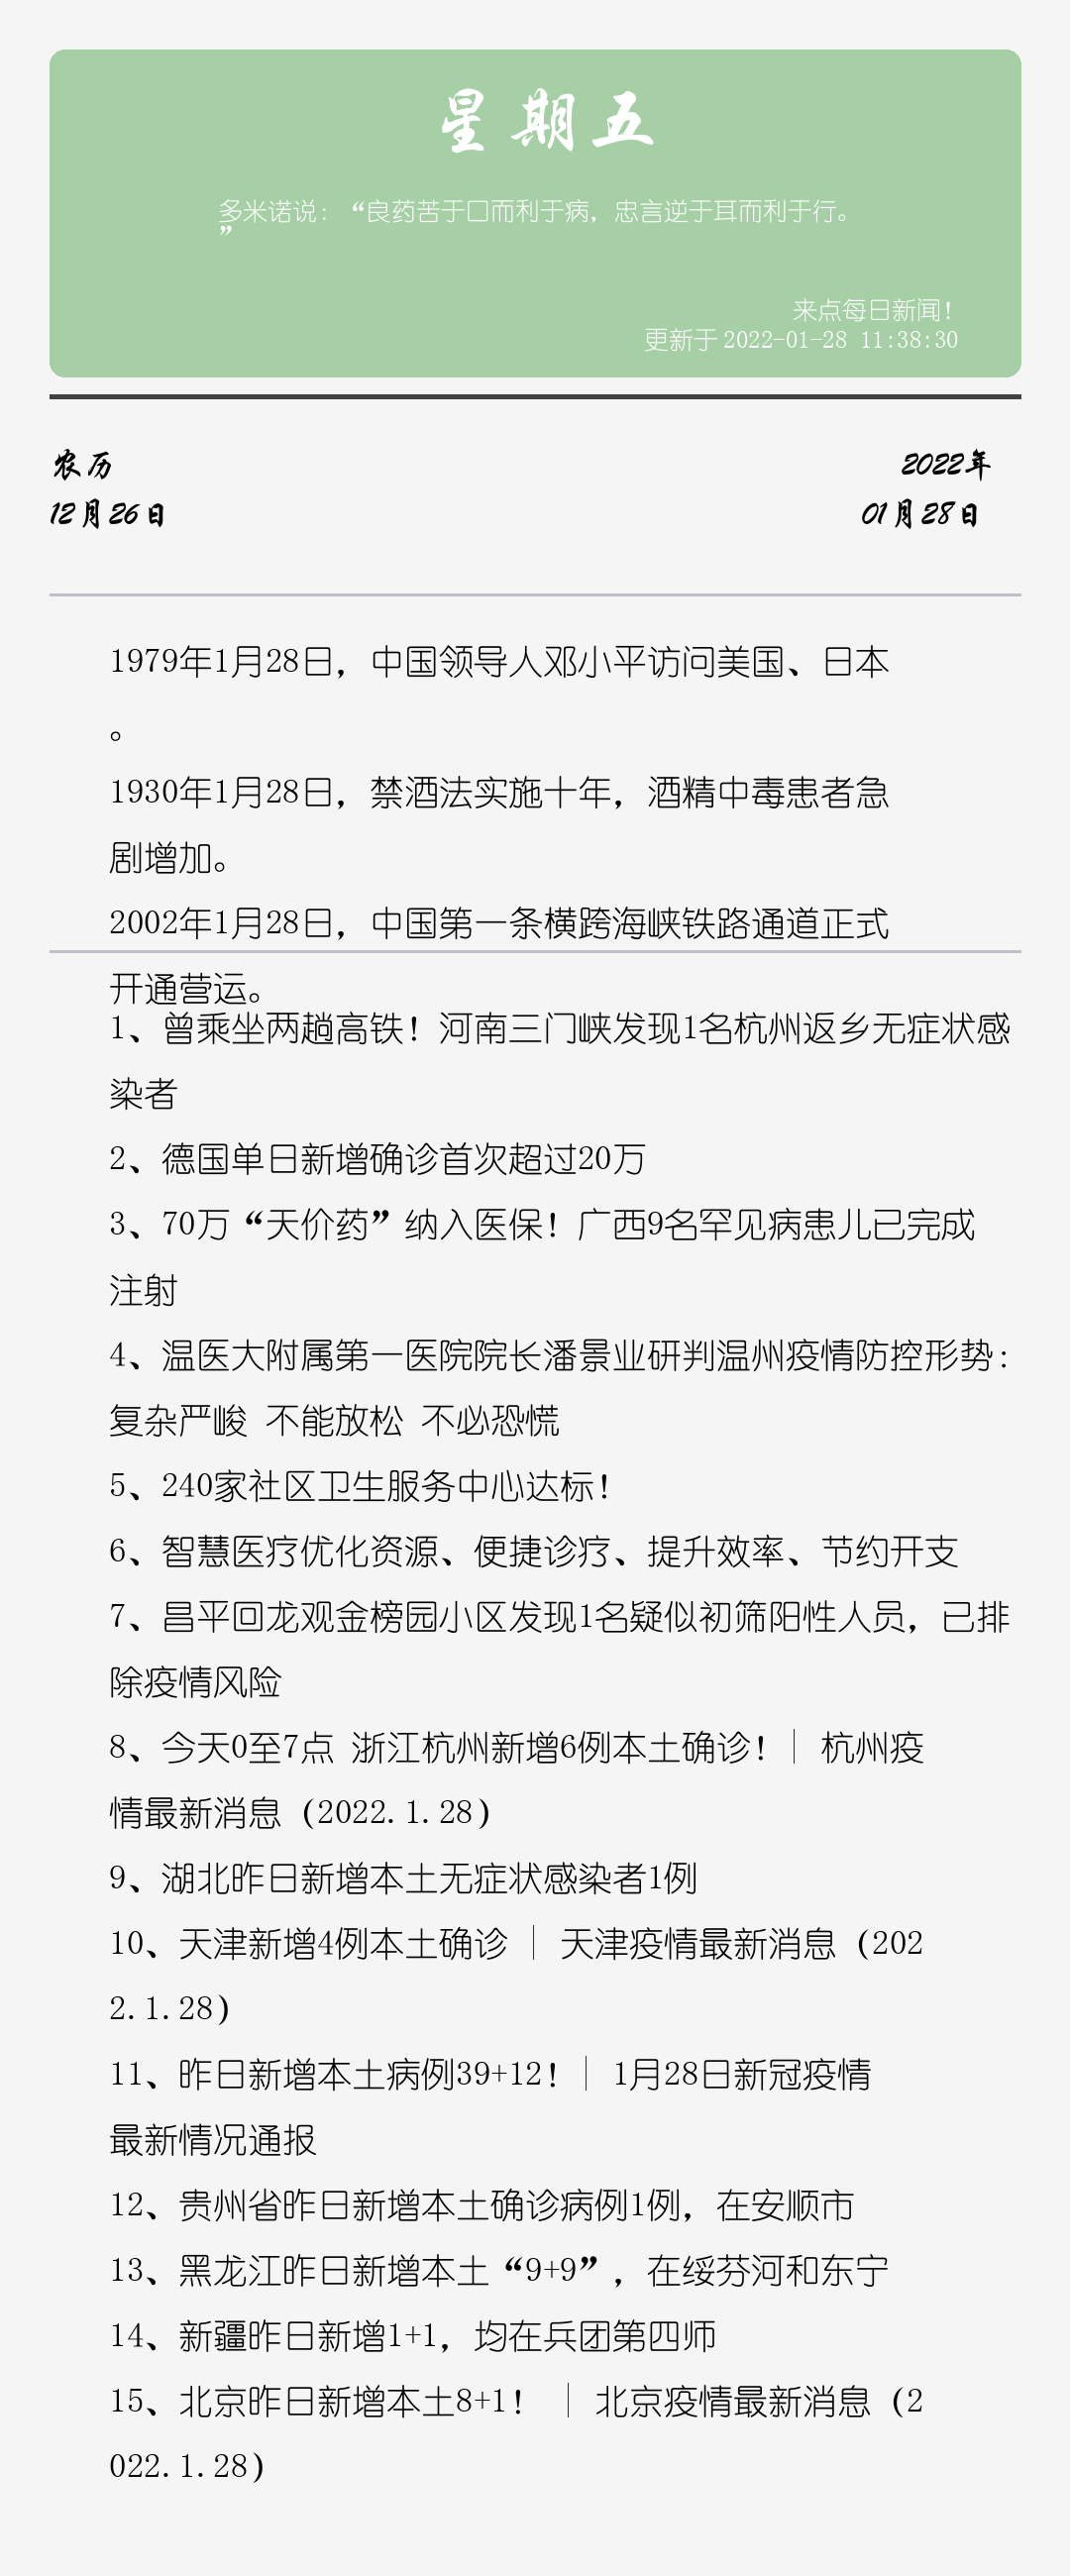 星期五
多米诺说：“良药苦于口而利于病，忠言逆于耳而利于行。
”
来点每日新闻！
更新于2022-01-28 11:38:30
农历
2022年
12月26日
01月28日
1979年1月28日，中国领导人邓小平访问美国、日本
。
1930年1月28日，禁酒法实施十年，酒精中毒患者急
剧增加。
2002年1月28日，中国第一条横跨海峡铁路通道正式
开通营运。
1、曾乘坐两趟高铁！河南三门峡发现1名杭州返乡无症状感
染者
2、德国单日新增确诊首次超过20万
3、70万“天价药”纳入医保！广西9名罕见病患儿已完成
注射
4、温医大附属第一医院院长潘景业研判温州疫情防控形势：
复杂严峻 不能放松 不必恐慌
5、240家社区卫生服务中心达标！
6、智慧医疗优化资源、便捷诊疗、提升效率、节约开支
7、昌平回龙观金榜园小区发现1名疑似初筛阳性人员，已排
除疫情风险
8、今天0至7点 浙江杭州新增6例本土确诊！｜ 杭州疫
情最新消息（2022.1.28）
9、湖北昨日新增本土无症状感染者1例
10、天津新增4例本土确诊 ｜ 天津疫情最新消息（202
2.1.28）
11、昨日新增本土病例39+12！｜ 1月28日新冠疫情
最新情况通报
12、贵州省昨日新增本土确诊病例1例，在安顺市
13、黑龙江昨日新增本土“9+9”，在绥芬河和东宁
14、新疆昨日新增1+1，均在兵团第四师
15、北京昨日新增本土8+1！ ｜ 北京疫情最新消息（2
022.1.28）